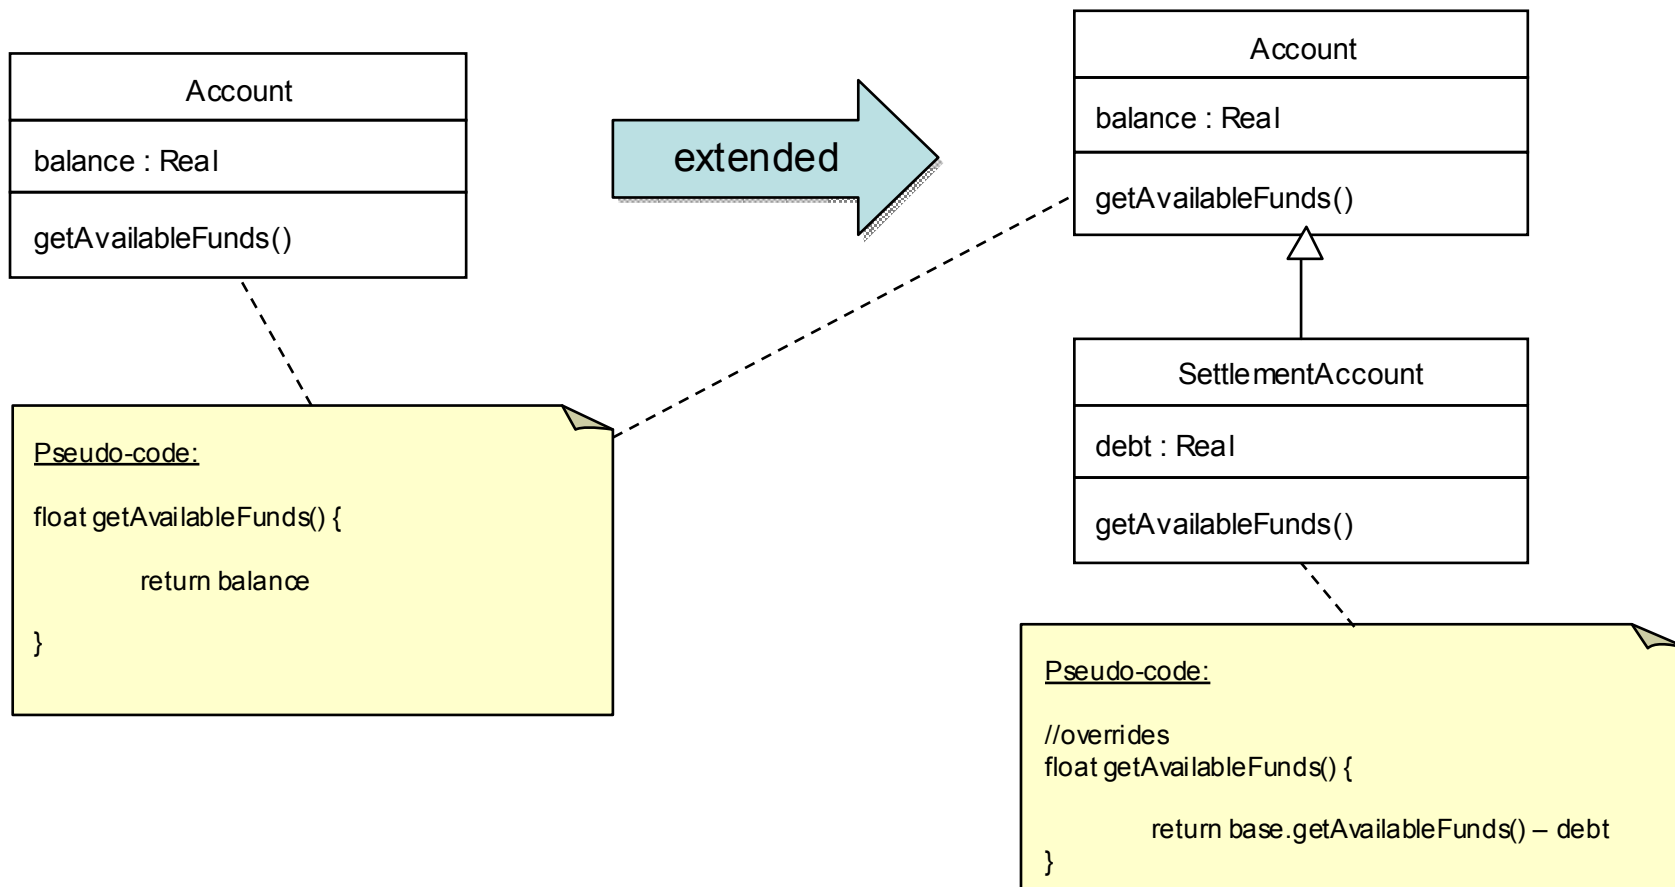 Account
balance : Real
getAvailableFunds()
extended
Account
balance : Real
getAvailableFunds()
SettlementAccount
debt : Real
getAvailableFunds()
Pseudo-code:
float getAvailableFunds() {
return balance
}
Pseudo-code:
//overrides
float getAvailableFunds() {
return base.getAvailableFunds() – debt
}